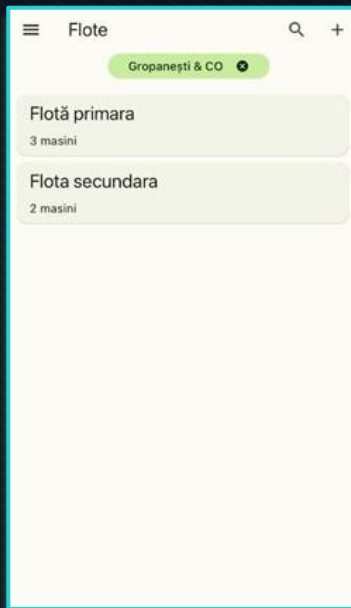 Flote
Gropanești & CO
Flotă primara
3 masini
Flota secundara
2 masini